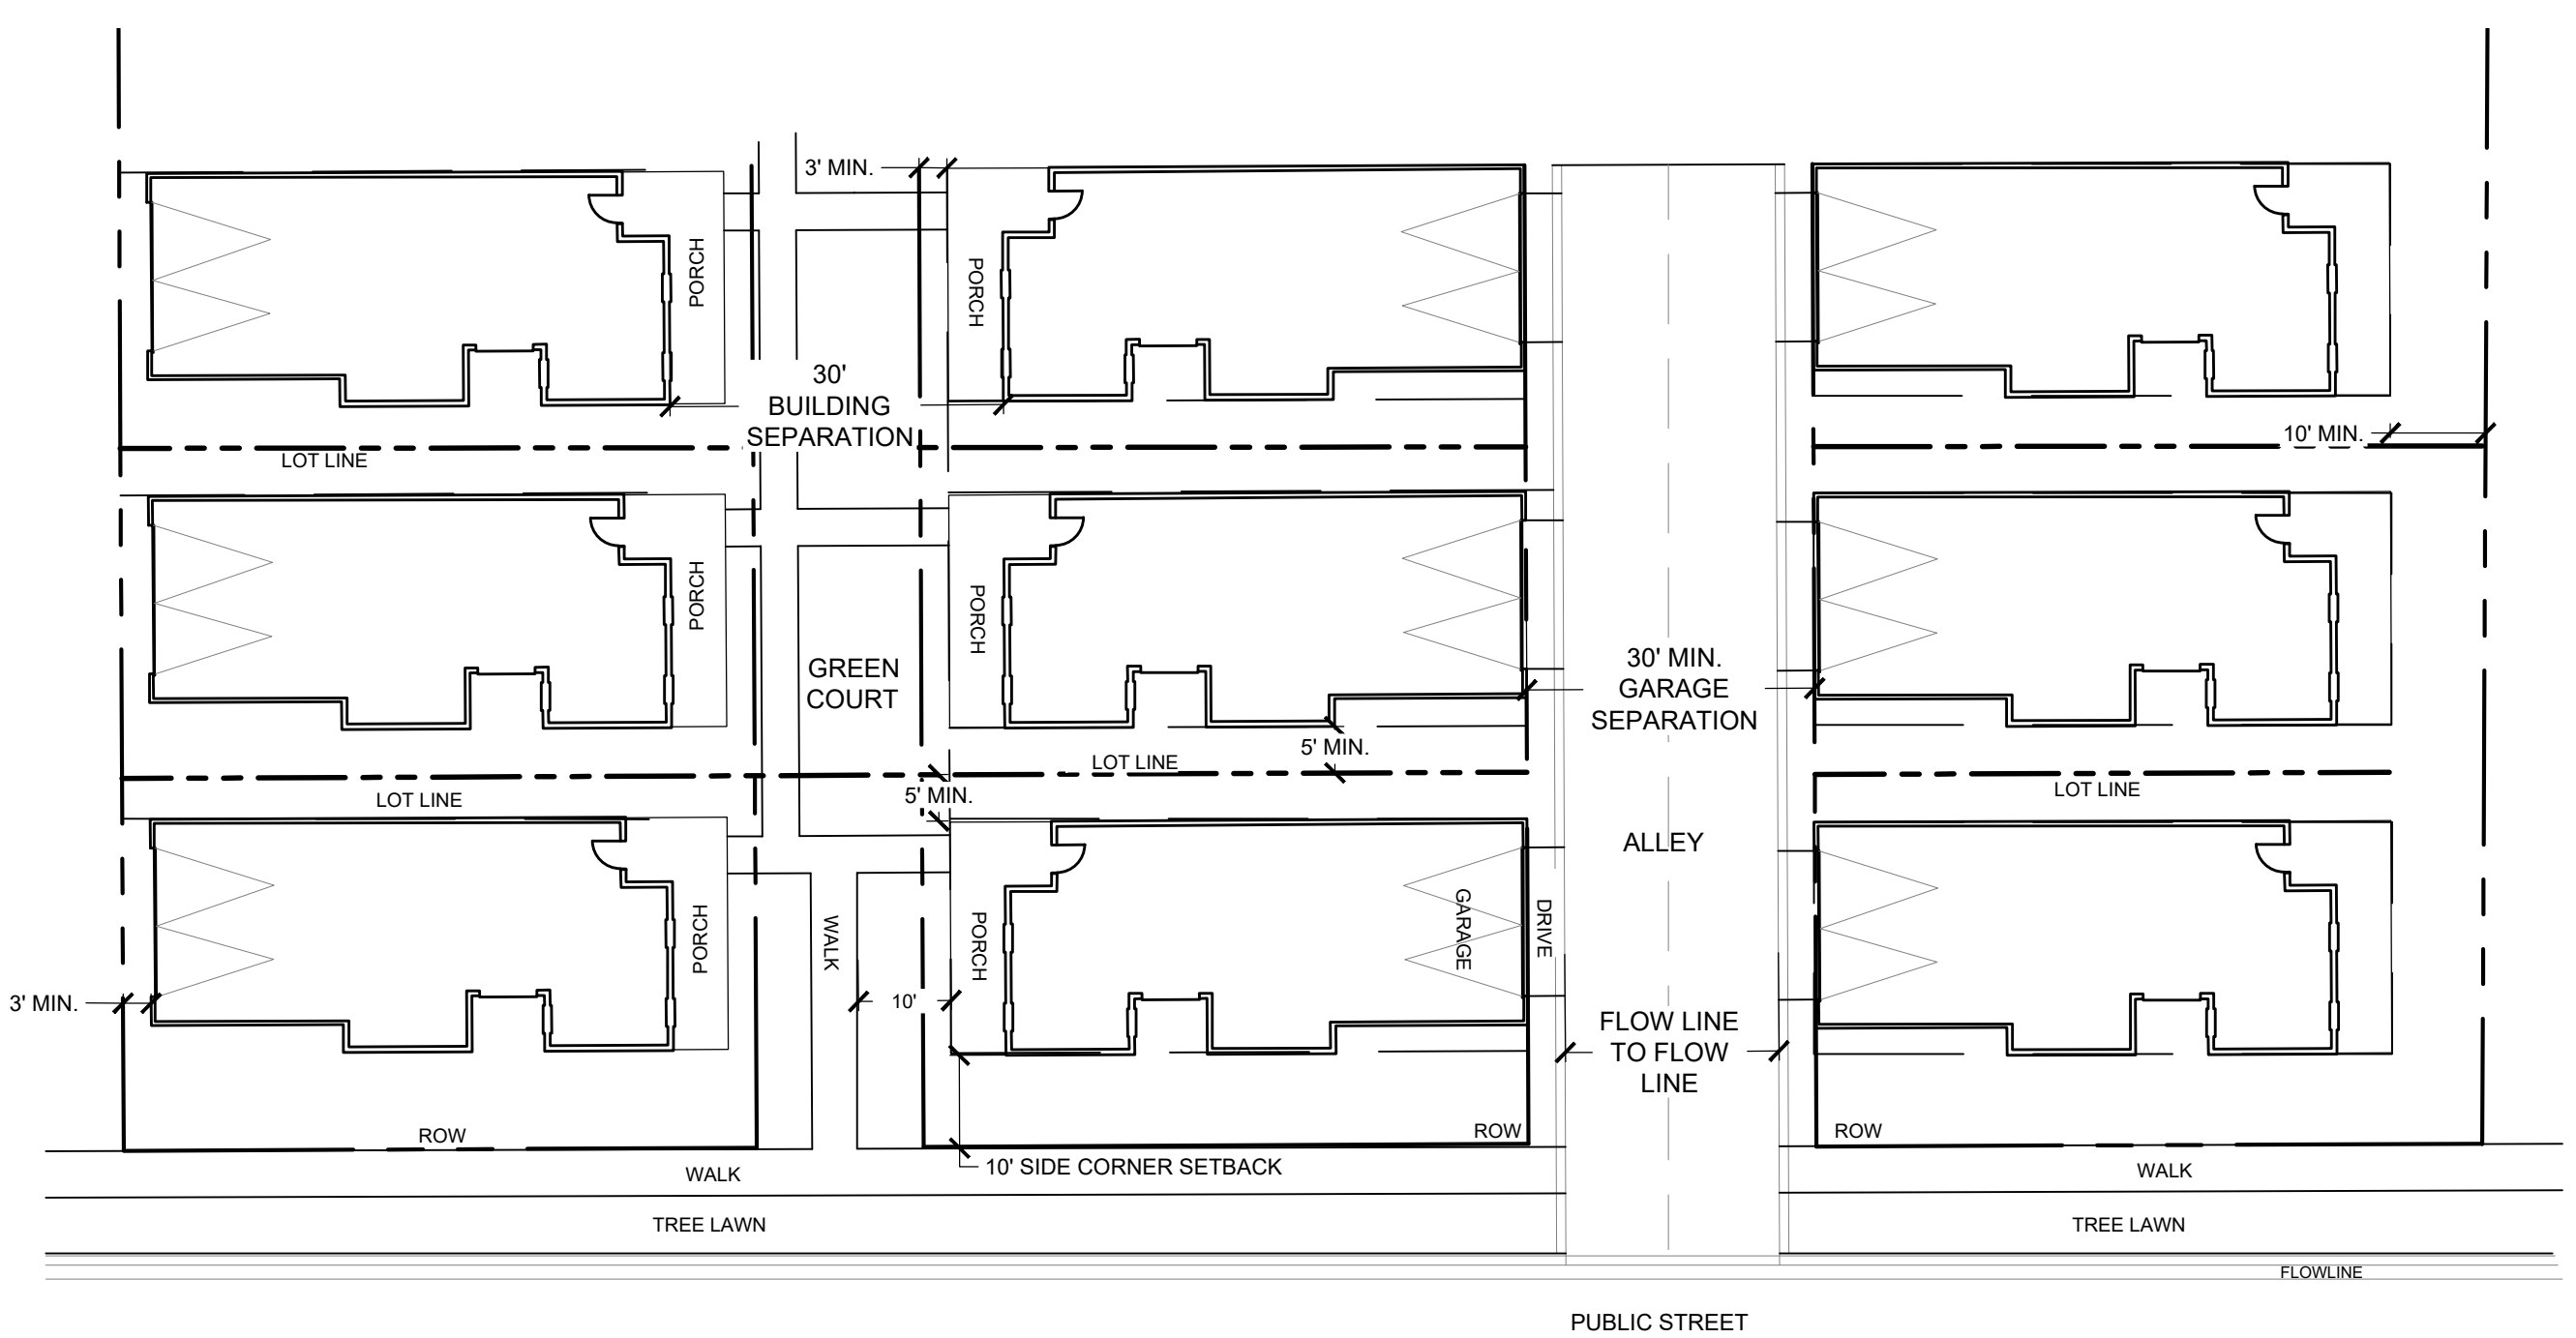 3' MIN.
PORCH
PORCH
30'
BUILDING
SEPARATION
10' MIN.
LOT LINE
PORCH
PORCH
GREEN
COURT
30' MIN.
GARAGE
SEPARATION
5' MIN.
LOT LINE
LOT LINE
LOT LINE
5' MIN.
ALLEY
PORCH
WALK
PORCH
GARAGE
DRIVE
3' MIN.
10'
FLOW LINE
TO FLOW
LINE
ROW
ROW
ROW
10' SIDE CORNER SETBACK
WALK
WALK
TREE LAWN
TREE LAWN
FLOWLINE
PUBLIC STREET